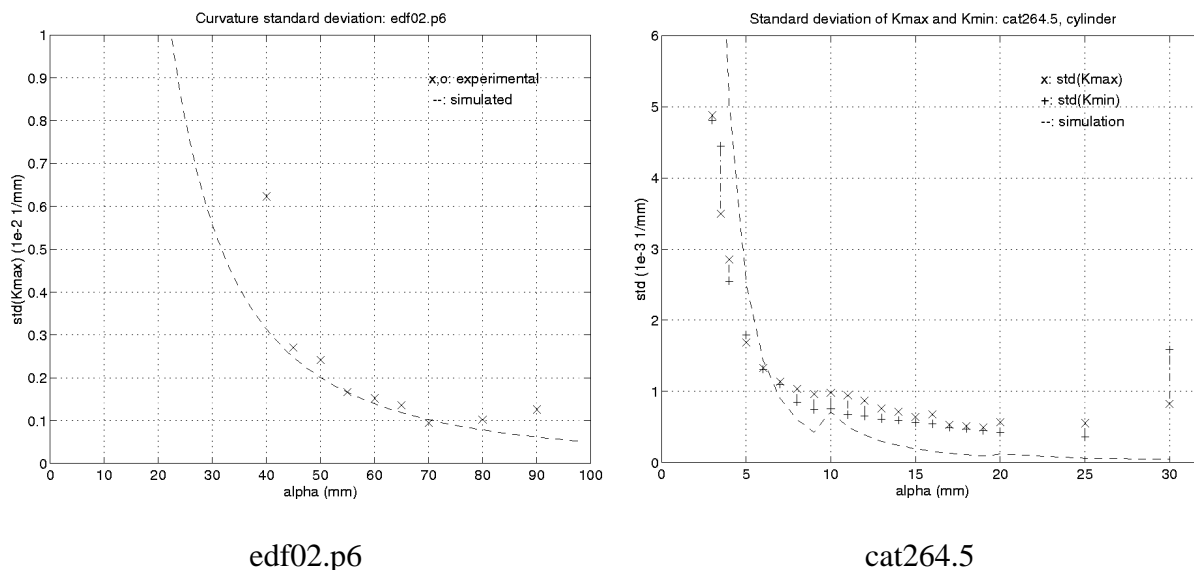 Curvature standard deviation: edf02.p6
x,o: experimental
--: simulated
std(Kmax) (1e-2 1/mm)
1
0.9
0.8
0.7
0.6
0.5
0.4
0.3
0.2
0.1
0
0 10 20 30 40 50 60 70 80 90 100
alpha (mm)
edf02.p6
Standard deviation of Kmax and Kmin: cat264.5, cylinder
x: std(Kmax)
+: std(Kmin)
--: simulation
std (1e-3 1/mm)
6
5
4
3
2
1
0
0 5 10 15 20 25 30
alpha (mm)
cat264.5